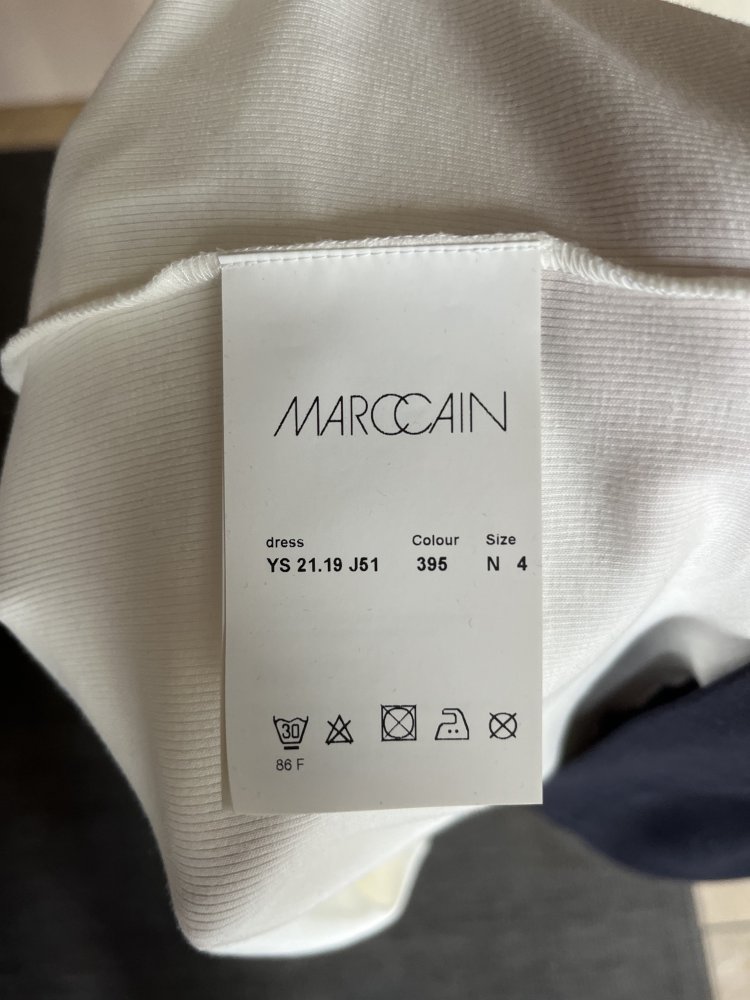 MARCCAIN
dress Colour Size
YS 21.19 J51 395 N 4
30
86 F